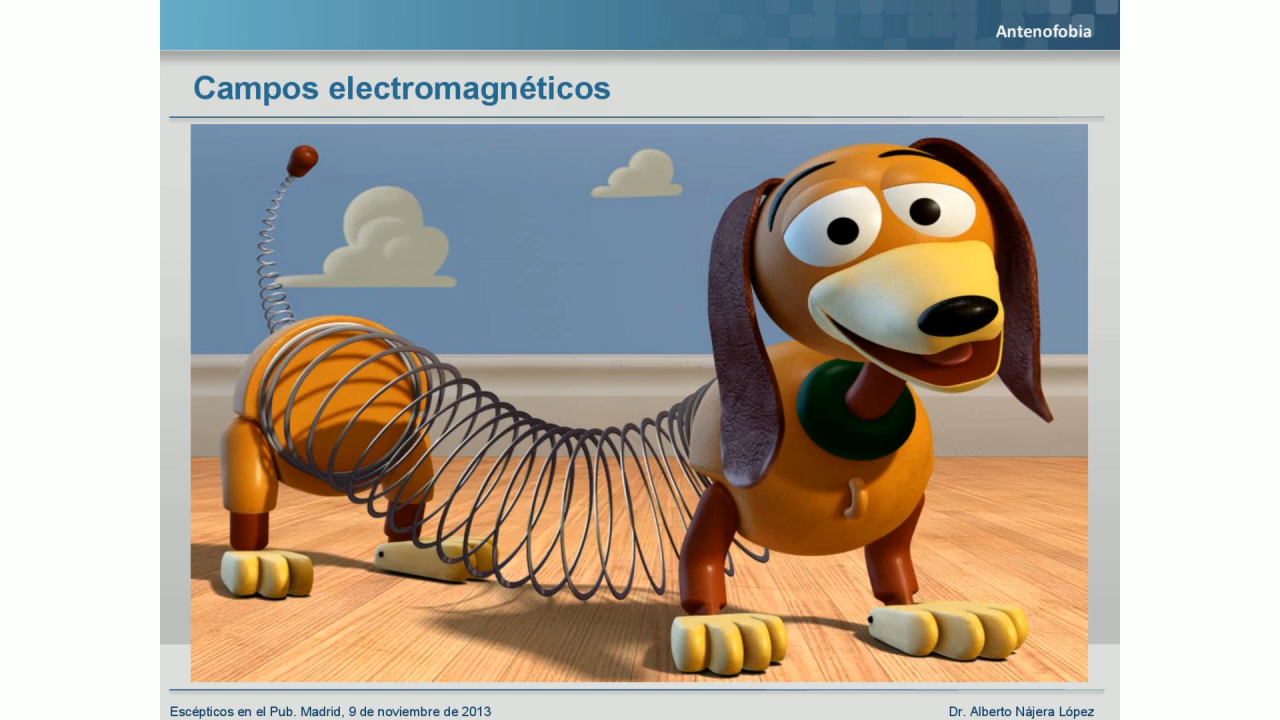 Antenofobia
Campos electromagnéticos
Escépticos en el Pub. Madrid, 9 de noviembre de 2013
Dr. Alberto Nájera López